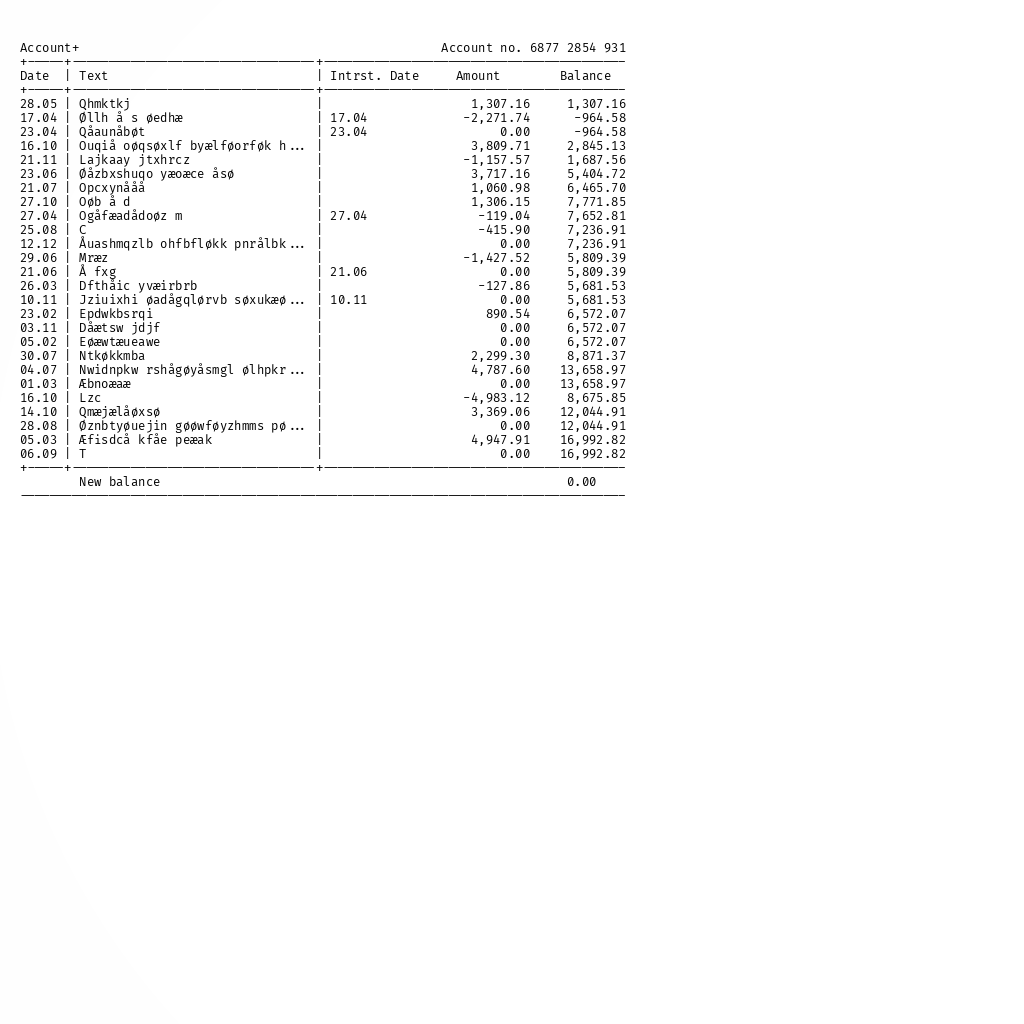 Account+ Account no. 6877 2854 931
Date | Text | Intrst. Date Amount Balance
28.05 | Qhmktkj | 1,307.16 1,307.16
17.04 | Øllh å s øedhæ | 17.04 -2,271.74 -964.58
23.04 | Qåaunåbøt | 23.04 0.00 -964.58
16.10 | Ouqiå oøqsøxlf byælføorføk h... | 3,809.71 2,845.13
21.11 | Lajkaay jtxhrcz | -1,157.57 1,687.56
23.06 | Øåzbxshuqo yæoæce åsø | 3,717.16 5,404.72
21.07 | Opcxynååå | 1,060.98 6,465.70
27.10 | Oøb å d | 1,306.15 7,771.85
27.04 | Ogåfæadådoøz m | 27.04 -119.04 7,652.81
25.08 | C | -415.90 7,236.91
12.12 | Åuashmqzlb ohfbfløkk pnrålbk... | 0.00 7,236.91
29.06 | Mræz | -1,427.52 5,809.39
21.06 | Å fxg | 21.06 0.00 5,809.39
26.03 | Dfthåic yvæirbrb | -127.86 5,681.53
10.11 | Jziuixhi øadågqlørvb søxukæø... | 10.11 0.00 5,681.53
23.02 | Epdwkbsrqi | 890.54 6,572.07
03.11 | Dåætsw jdjf | 0.00 6,572.07
05.02 | Eøæwtæueawe | 0.00 6,572.07
30.07 | Ntkøkkmba | 2,299.30 8,871.37
04.07 | Nwidnpkw rshågøyåsmgl ølhpkr... | 4,787.60 13,658.97
01.03 | Æbnoæaæ | 0.00 13,658.97
16.10 | Lzc | -4,983.12 8,675.85
14.10 | Qmæjælåøxsø | 3,369.06 12,044.91
28.08 | Øznbtyøuejin gøøwføyzhmms pø... | 0.00 12,044.91
05.03 | Æfisdcå kfåe peæak | 4,947.91 16,992.82
06.09 | T | 0.00 16,992.82
New balance 0.00